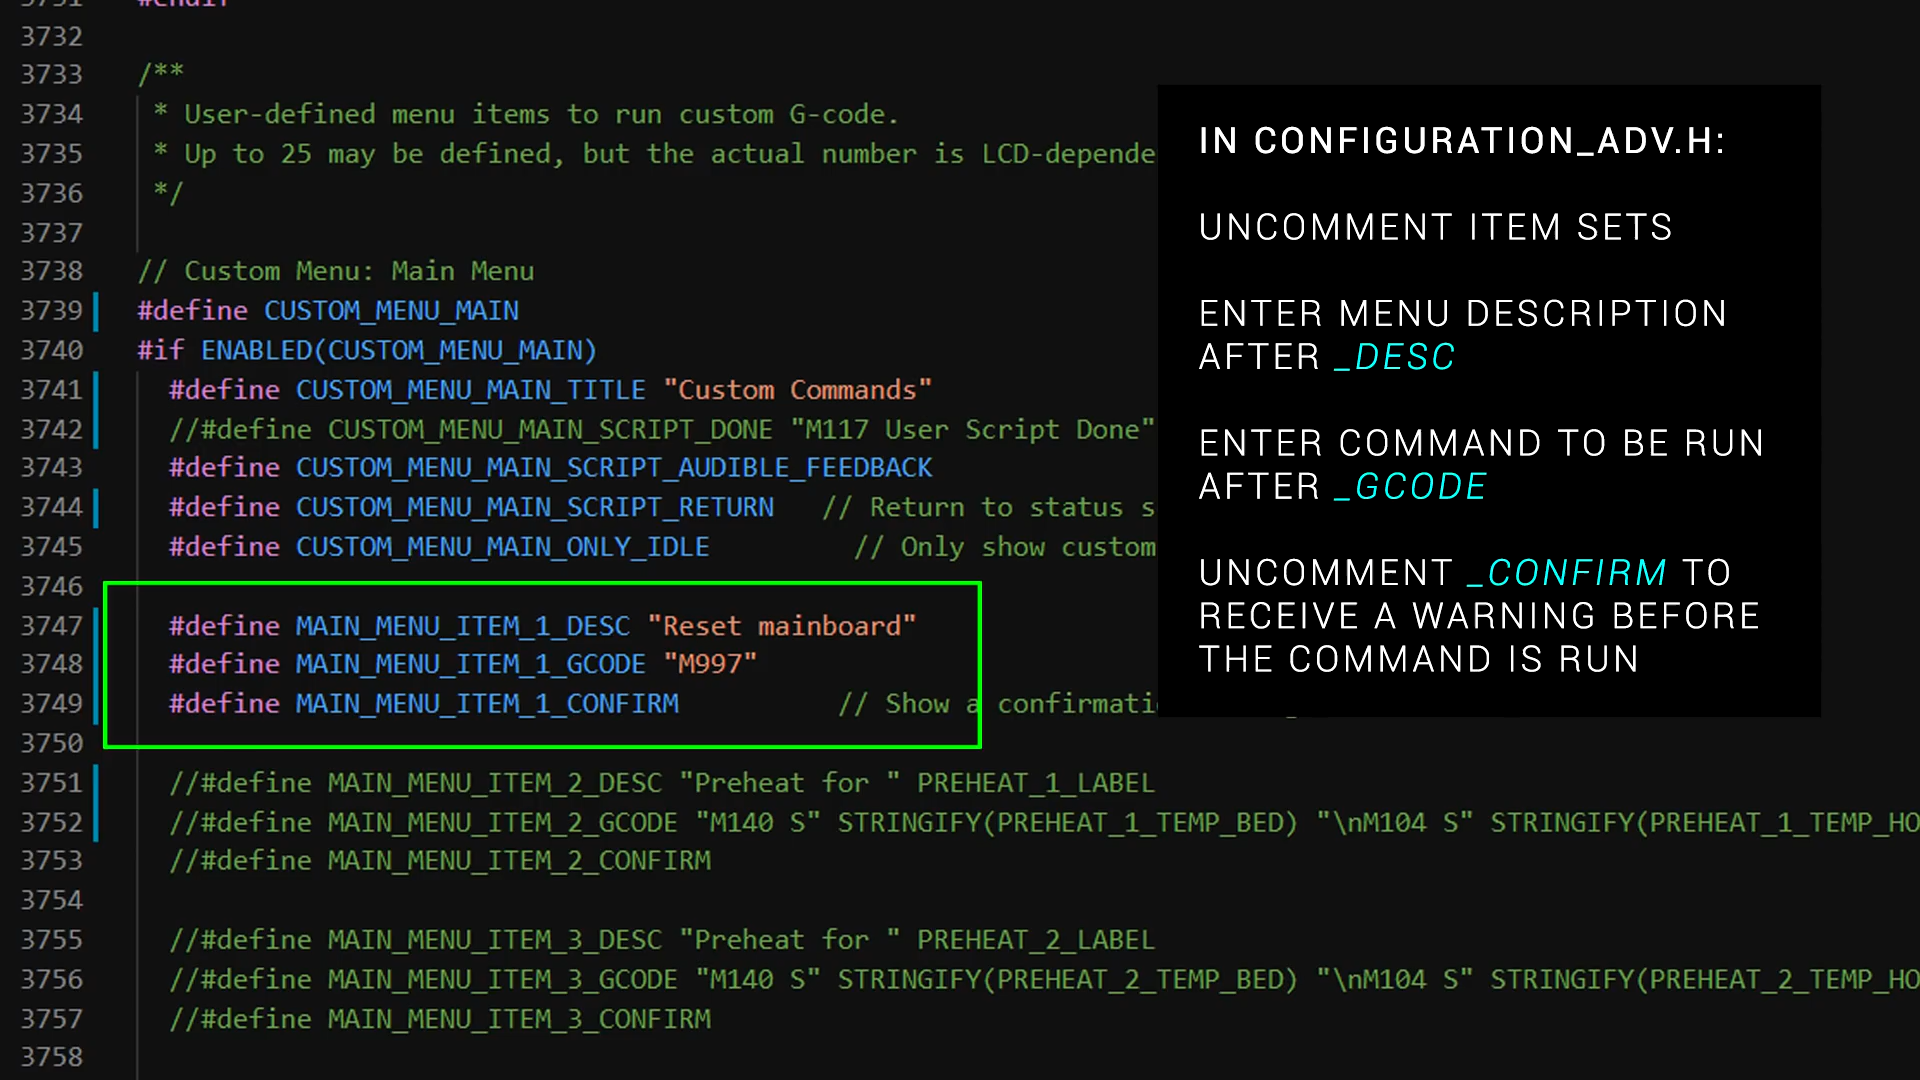 3731 #endif
3732
3733 /**
3734 * User-defined menu items to run custom G-code.
3735 * Up to 25 may be defined, but the actual number is LCD-depende
3736 */
3737
3738 // Custom Menu: Main Menu
3739 #define CUSTOM_MENU_MAIN
3740 #if ENABLED(CUSTOM_MENU_MAIN)
3741 #define CUSTOM_MENU_MAIN_TITLE "Custom Commands"
3742 //#define CUSTOM_MENU_MAIN_SCRIPT_DONE "M117 User Script Done"
3743 #define CUSTOM_MENU_MAIN_SCRIPT_AUDIBLE_FEEDBACK
3744 #define CUSTOM_MENU_MAIN_SCRIPT_RETURN // Return to status s
3745 #define CUSTOM_MENU_MAIN_ONLY_IDLE // Only show custom
3746
3747 #define MAIN_MENU_ITEM_1_DESC "Reset mainboard"
3748 #define MAIN_MENU_ITEM_1_GCODE "M997"
3749 #define MAIN_MENU_ITEM_1_CONFIRM // Show a confirmati
3750
3751 //#define MAIN_MENU_ITEM_2_DESC "Preheat for " PREHEAT_1_LABEL
3752 //#define MAIN_MENU_ITEM_2_GCODE "M140 S" STRINGIFY(PREHEAT_1_TEMP_BED) "\nM104 S" STRINGIFY(PREHEAT_1_TEMP_HO
3753 //#define MAIN_MENU_ITEM_2_CONFIRM
3754
3755 //#define MAIN_MENU_ITEM_3_DESC "Preheat for " PREHEAT_2_LABEL
3756 //#define MAIN_MENU_ITEM_3_GCODE "M140 S" STRINGIFY(PREHEAT_2_TEMP_BED) "\nM104 S" STRINGIFY(PREHEAT_2_TEMP_HO
3757 //#define MAIN_MENU_ITEM_3_CONFIRM
3758
IN CONFIGURATION_ADV.H:
UNCOMMENT ITEM SETS
ENTER MENU DESCRIPTION
AFTER _DESC
ENTER COMMAND TO BE RUN
AFTER _GCODE
UNCOMMENT _CONFIRM TO
RECEIVE A WARNING BEFORE
THE COMMAND IS RUN